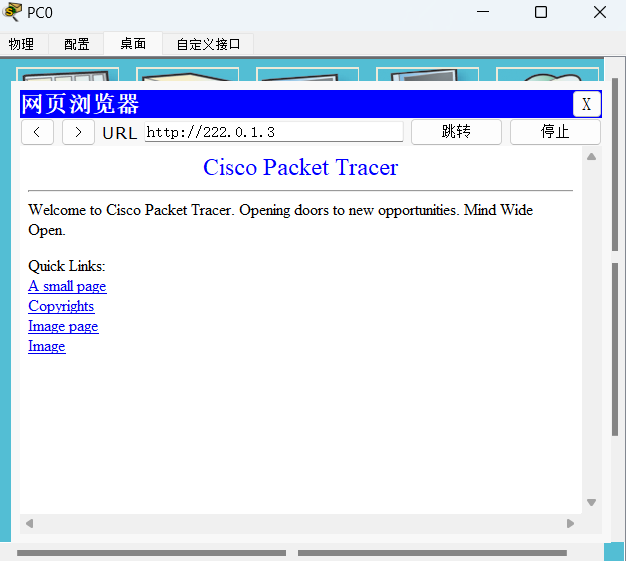 PC0
物理 配置 桌面 自定义接口
网页浏览器 X
< > URL http://222.0.1.3 跳转 停止
Cisco Packet Tracer
Welcome to Cisco Packet Tracer. Opening doors to new opportunities. Mind Wide
Open.
Quick Links:
A small page
Copyrights
Image page
Image